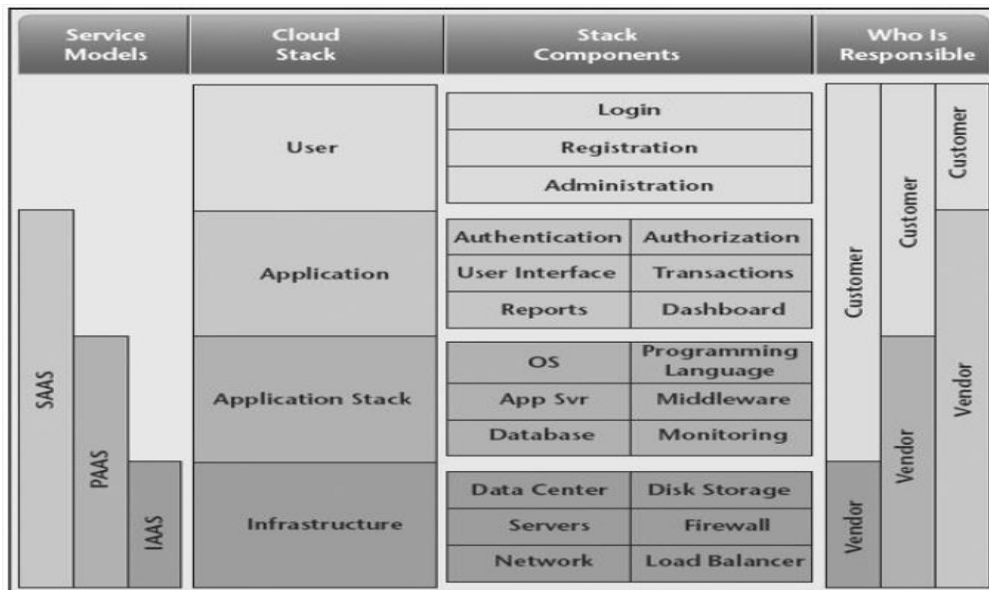 Service Models
Cloud Stack
Stack Components
Who Is Responsible
User
Login
Registration
Administration
Application
Authentication
Authorization
User Interface
Transactions
Reports
Dashboard
Application Stack
OS
Programming Language
App Svr
Middleware
Database
Monitoring
Infrastructure
Data Center
Disk Storage
Servers
Firewall
Network
Load Balancer
SAAS
PAAS
IAAS
Customer
Customer
Customer
Vendor
Vendor
Vendor